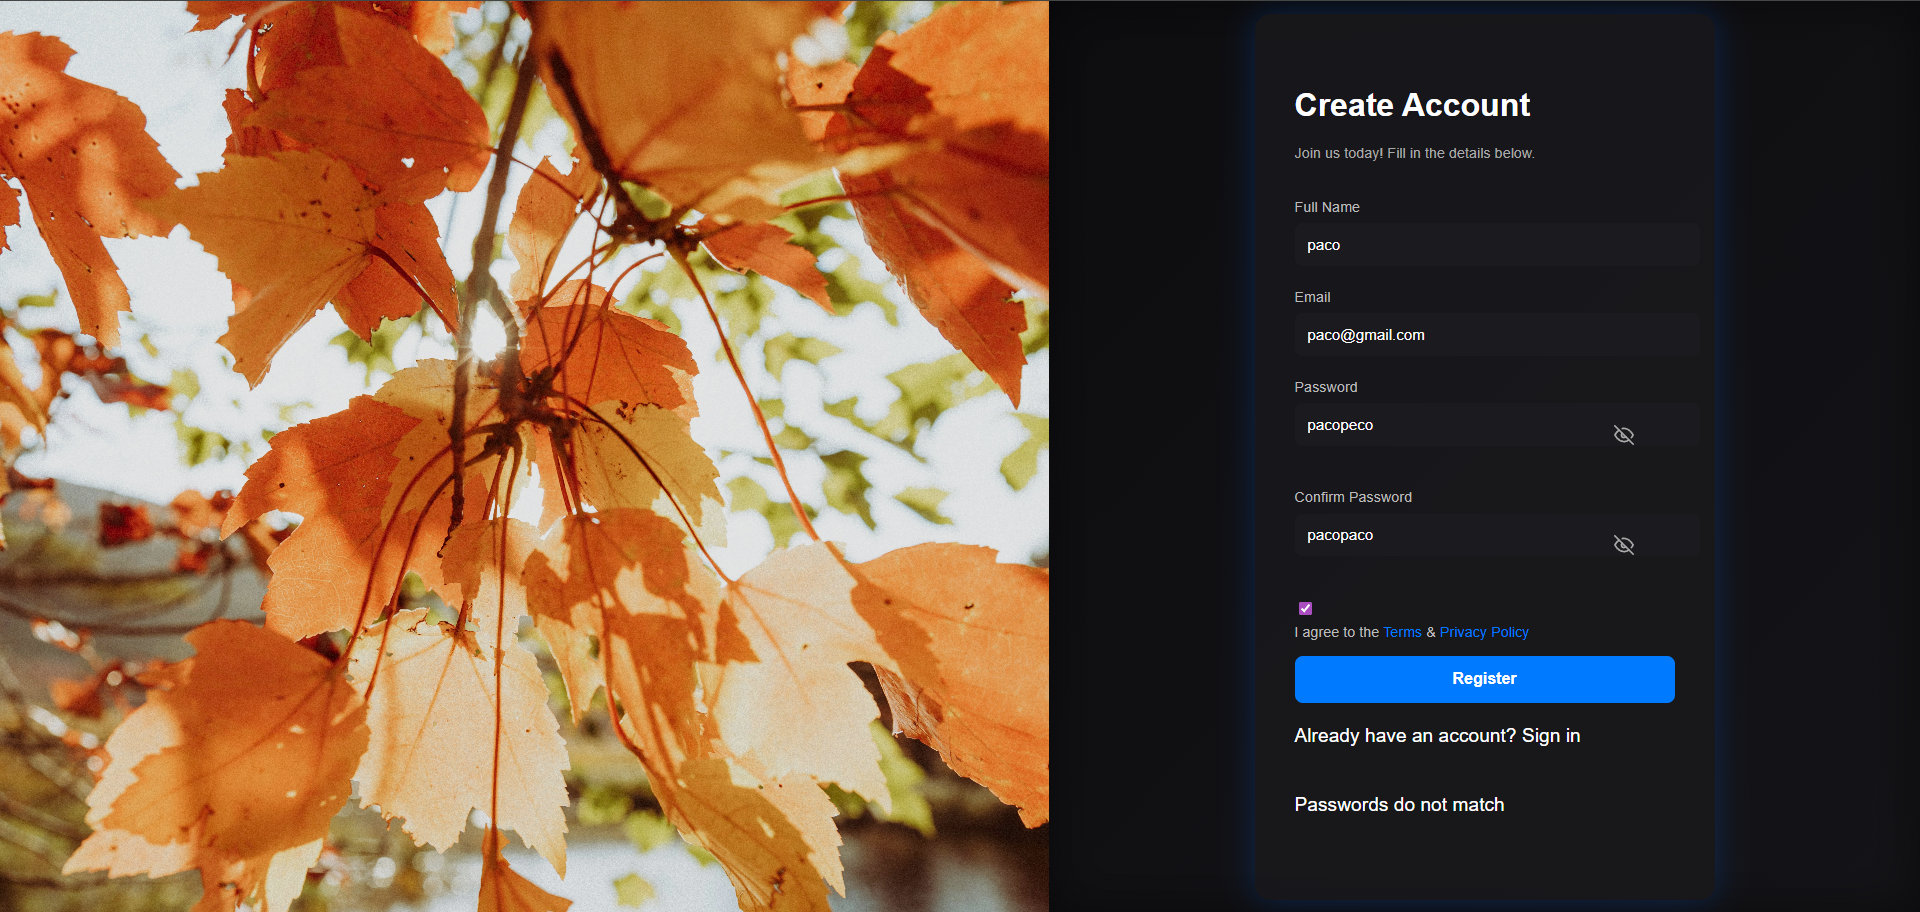 Create Account
Join us today! Fill in the details below.
Full Name
paco
Email
paco@gmail.com
Password
pacopeco
Confirm Password
pacopaco
I agree to the Terms & Privacy Policy
Register
Already have an account? Sign in
Passwords do not match